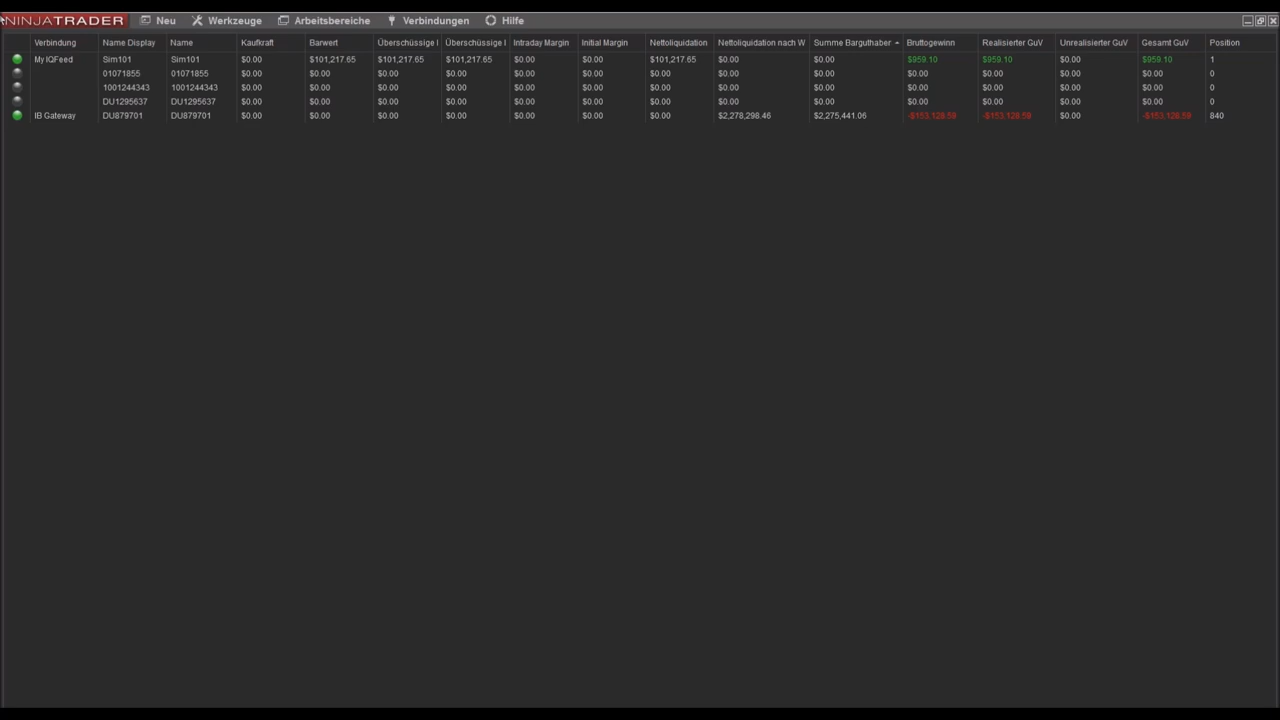 NINJATRADER Neu Werkzeuge Arbeitsbereiche Verbindungen Hilfe
Verbindung Name Display Name Kaufkraft Barwert Überschüssige I Überschüssige I Intraday Margin Initial Margin Nettoliquidation Nettoliquidation nach W Summe Barguthaber Bruttogewinn Realisierter GuV Unrealisierter GuV Gesamt GuV Position
My IQFeed Sim101 Sim101 $0.00 $101,217.65 $101,217.65 $101,217.65 $0.00 $0.00 $101,217.65 $0.00 $0.00 $959.10 $959.10 $0.00 $959.10 1
01071855 01071855 $0.00 $0.00 $0.00 $0.00 $0.00 $0.00 $0.00 $0.00 $0.00 $0.00 $0.00 $0.00 $0.00 0
1001244343 1001244343 $0.00 $0.00 $0.00 $0.00 $0.00 $0.00 $0.00 $0.00 $0.00 $0.00 $0.00 $0.00 $0.00 0
DU1295637 DU1295637 $0.00 $0.00 $0.00 $0.00 $0.00 $0.00 $0.00 $0.00 $0.00 $0.00 $0.00 $0.00 $0.00 0
IB Gateway DU879701 DU879701 $0.00 $0.00 $0.00 $0.00 $0.00 $0.00 $0.00 $2,278,298.46 $2,275,441.06 -$153,128.59 -$153,128.59 $0.00 -$153,128.59 840